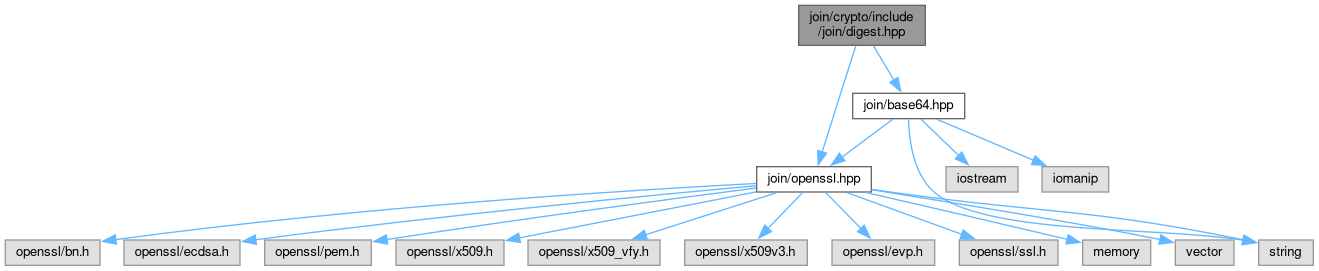 join/crypto/include
/join/digest.hpp
join/base64.hpp
join/openssl.hpp
iostream
iomanip
openssl/bn.h
openssl/ecdsa.h
openssl/pem.h
openssl/x509.h
openssl/x509_vfy.h
openssl/x509v3.h
openssl/evp.h
openssl/ssl.h
memory
vector
string